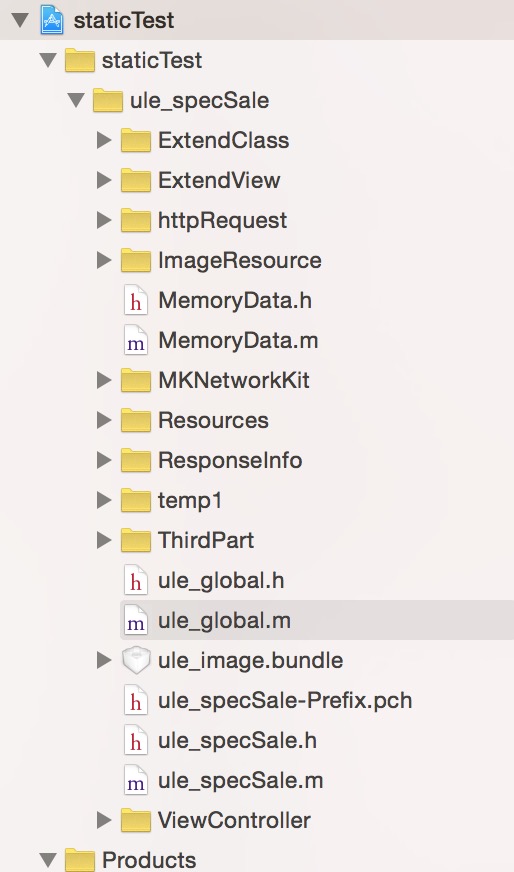 staticTest
staticTest
ule_specSale
ExtendClass
ExtendView
httpRequest
ImageResource
h MemoryData.h
m MemoryData.m
MKNetworkKit
Resources
ResponseInfo
temp1
ThirdPart
h ule_global.h
m ule_global.m
ule_image.bundle
h ule_specSale-Prefix.pch
h ule_specSale.h
m ule_specSale.m
ViewController
Products